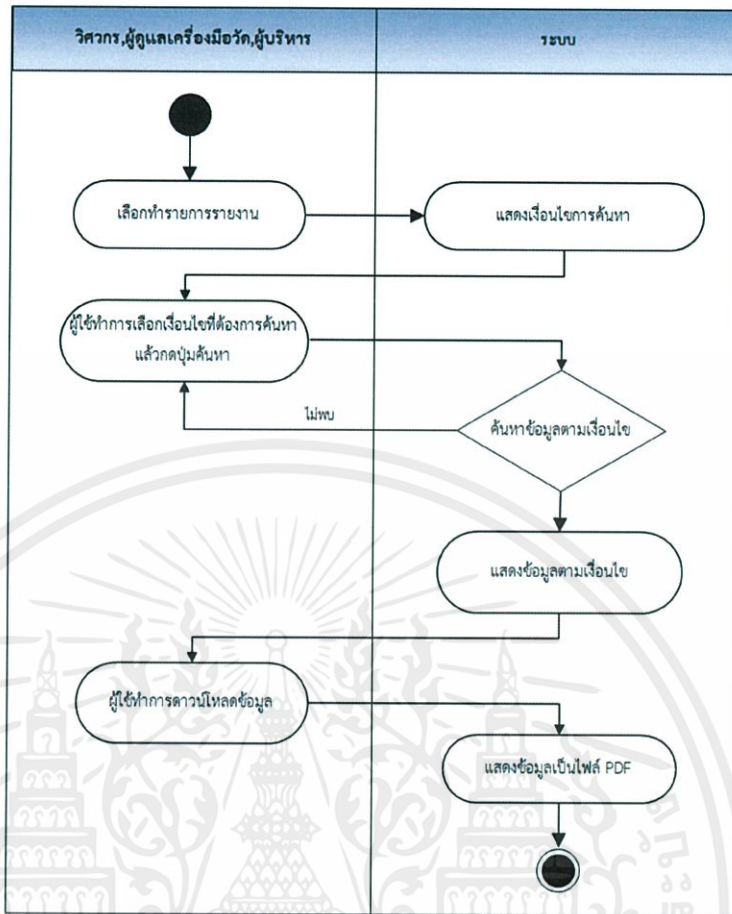 วิศวกร,ผู้ดูแลเครื่องมือวัด,ผู้บริหาร
ระบบ
เลือกทำรายการรายงาน
แสดงเงื่อนไขการค้นหา
ผู้ใช้ทำการเลือกเงื่อนไขที่ต้องการค้นหา
แล้วกดปุ่มค้นหา
ไม่พบ
ค้นหาข้อมูลตามเงื่อนไข
แสดงข้อมูลตามเงื่อนไข
ผู้ใช้ทำการดาวน์โหลดข้อมูล
แสดงข้อมูลเป็นไฟล์ PDF